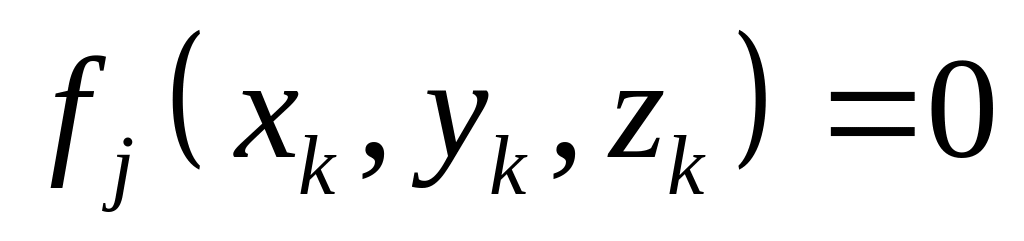 f_j(x_k, y_k, z_k) = 0